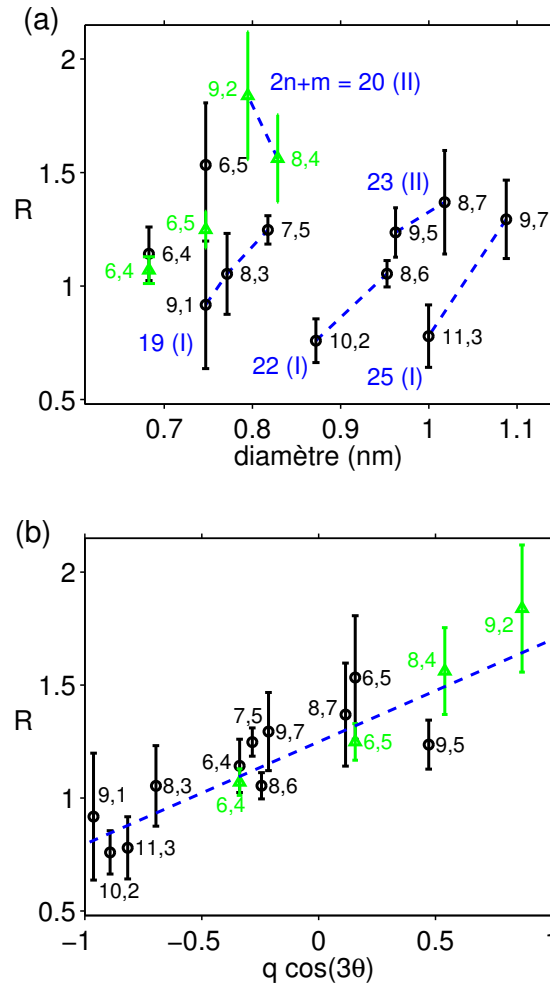 (a)
2
1.5
1
0.5
R
9,2
2n+m = 20 (II)
8,4
6,5
23 (II)
8,7
6,5
7,5
9,5
9,7
6,4
6,4
8,3
8,6
9,1
19 (I)
10,2
11,3
22 (I)
25 (I)
0.7 0.8 0.9 1 1.1
diamètre (nm)
(b)
2
1.5
1
0.5
R
9,2
8,4
6,5
8,7
7,5
9,7
6,5
9,5
6,4
8,3
8,6
9,1
6,4
11,3
10,2
−1 −0.5 0 0.5 1
q cos(3θ)